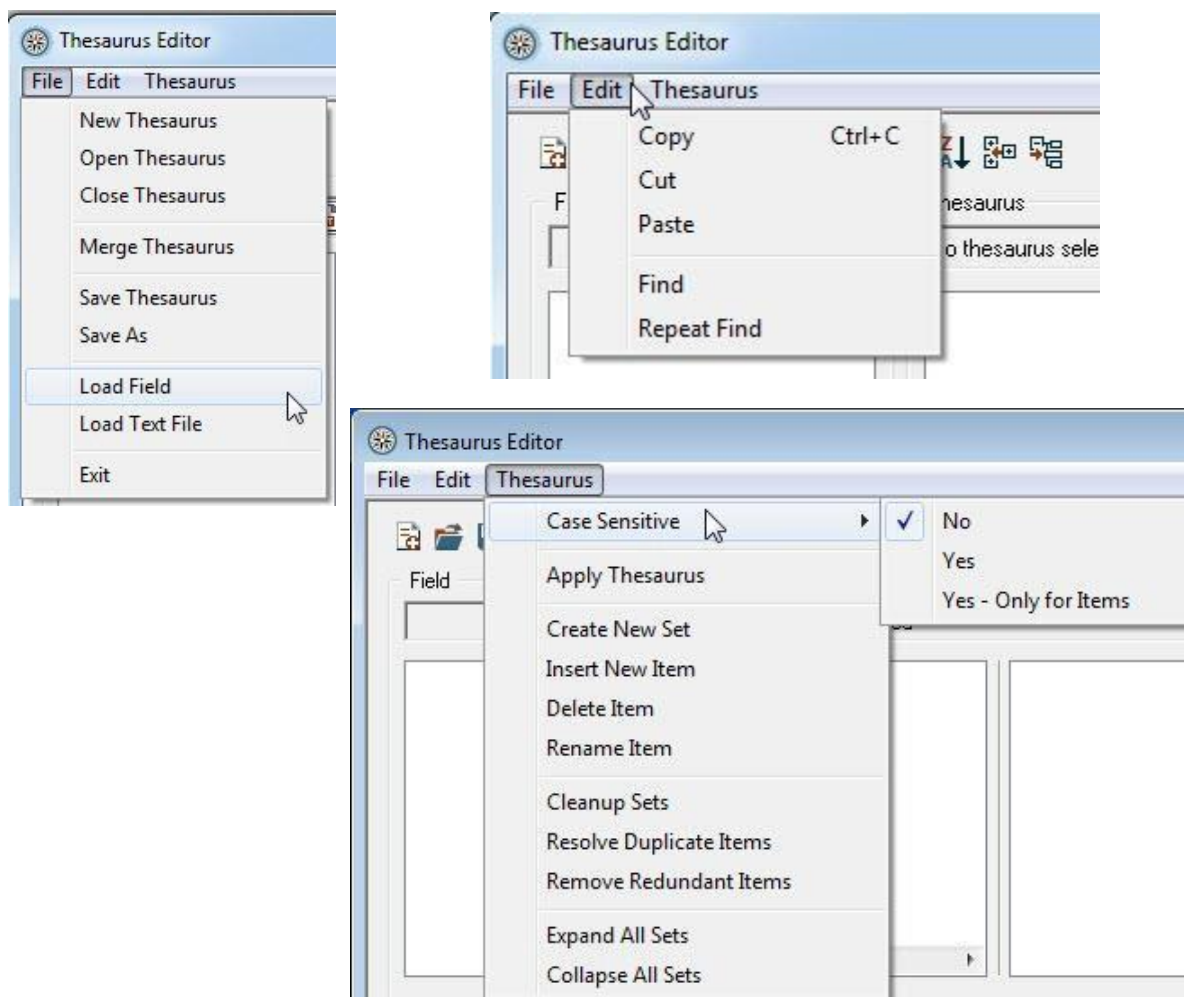 Thesaurus Editor
File Edit Thesaurus
New Thesaurus
Open Thesaurus
Close Thesaurus
Merge Thesaurus
Save Thesaurus
Save As
Load Field
Load Text File
Exit
Thesaurus Editor
File Edit Thesaurus
Copy Ctrl+C
Cut
Paste
Find
Repeat Find
F
hesaurus
o thesaurus sele
Thesaurus Editor
File Edit Thesaurus
Field
Case Sensitive
Apply Thesaurus
Create New Set
Insert New Item
Delete Item
Rename Item
Cleanup Sets
Resolve Duplicate Items
Remove Redundant Items
Expand All Sets
Collapse All Sets
No
Yes
Yes - Only for Items